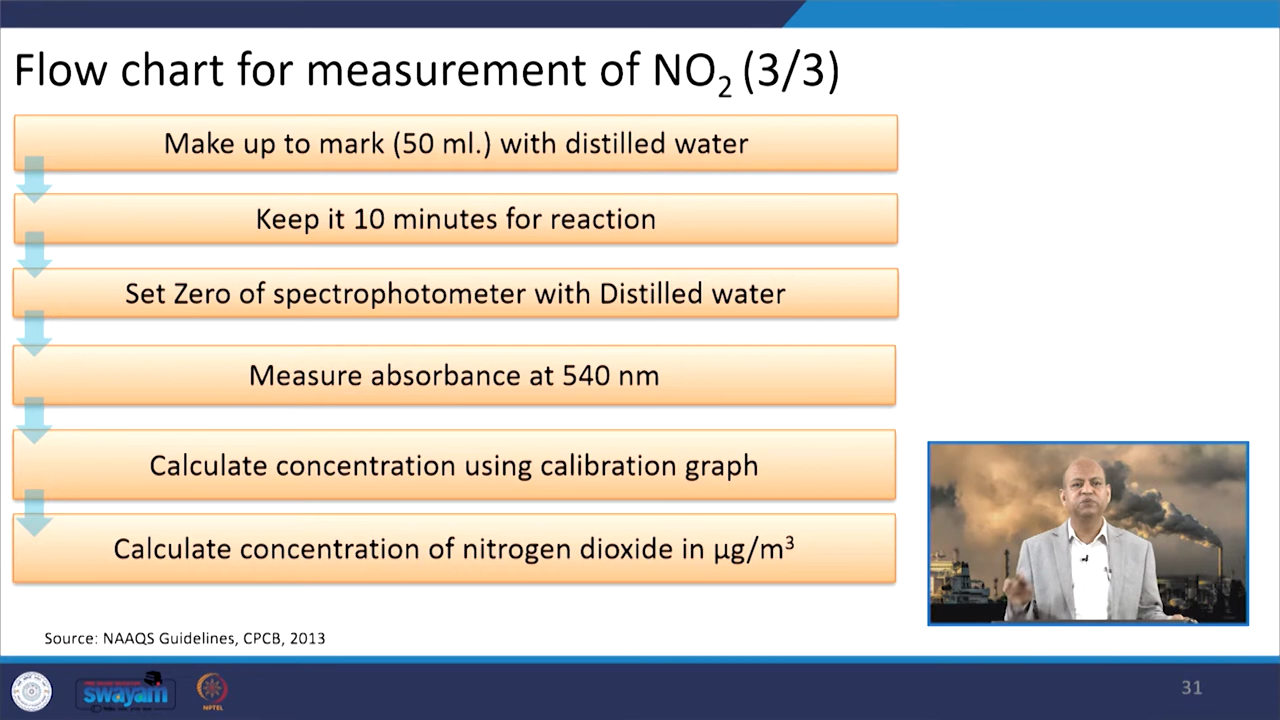 Flow chart for measurement of NO₂ (3/3)
Make up to mark (50 ml.) with distilled water
Keep it 10 minutes for reaction
Set Zero of spectrophotometer with Distilled water
Measure absorbance at 540 nm
Calculate concentration using calibration graph
Calculate concentration of nitrogen dioxide in µg/m³
Source: NAAQS Guidelines, CPCB, 2013
swayam
NPTEL
31